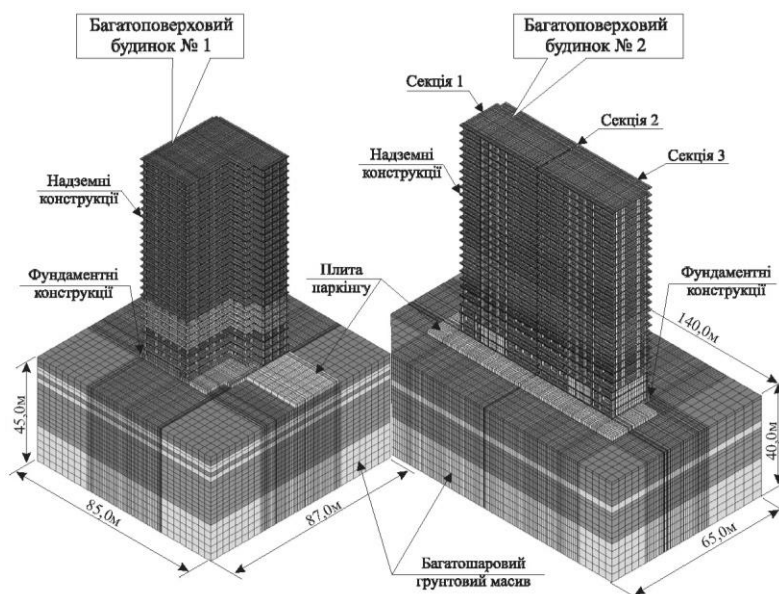 Багатоповерховий
будинок № 1
Багатоповерховий
будинок № 2
Секція 1
Секція 2
Секція 3
Надземні
конструкції
Надземні
конструкції
Фундаментні
конструкції
Плита
паркінгу
Фундаментні
конструкції
140,0м
45,0м
40,0м
85,0м
87,0м
65,0м
Багатошаровий
ґрунтовий масив